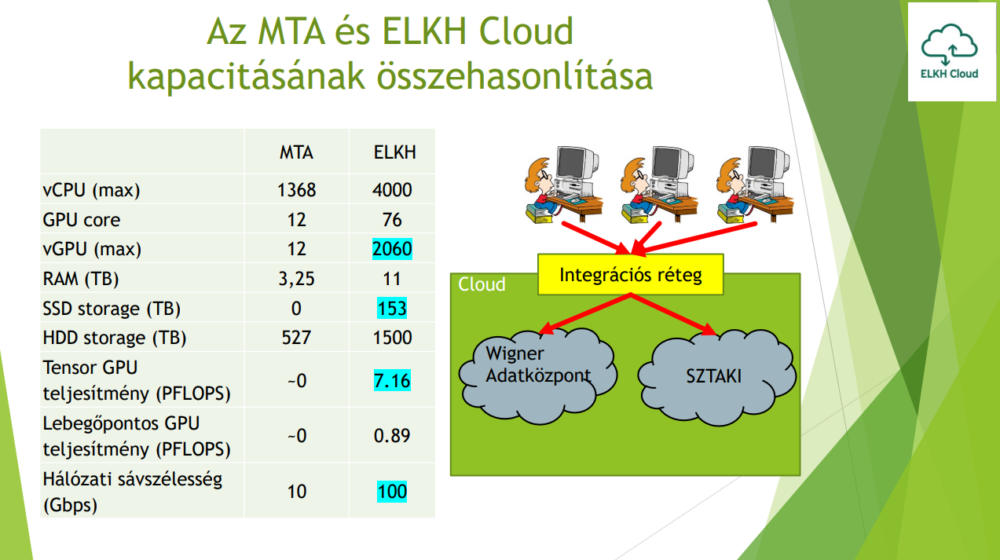 Az MTA és ELKH Cloud
kapacitásának összehasonlítása
ELKH Cloud
MTA ELKH
vCPU (max) 1368 4000
GPU core 12 76
vGPU (max) 12 2060
RAM (TB) 3,25 11
SSD storage (TB) 0 153
HDD storage (TB) 527 1500
Tensor GPU
teljesítmény (PFLOPS) ~0 7.16
Lebegőpontos GPU
teljesítmény (PFLOPS) ~0 0.89
Hálózati sávszélesség
(Gbps) 10 100
Integrációs réteg
Cloud
Wigner
Adatközpont
SZTAKI